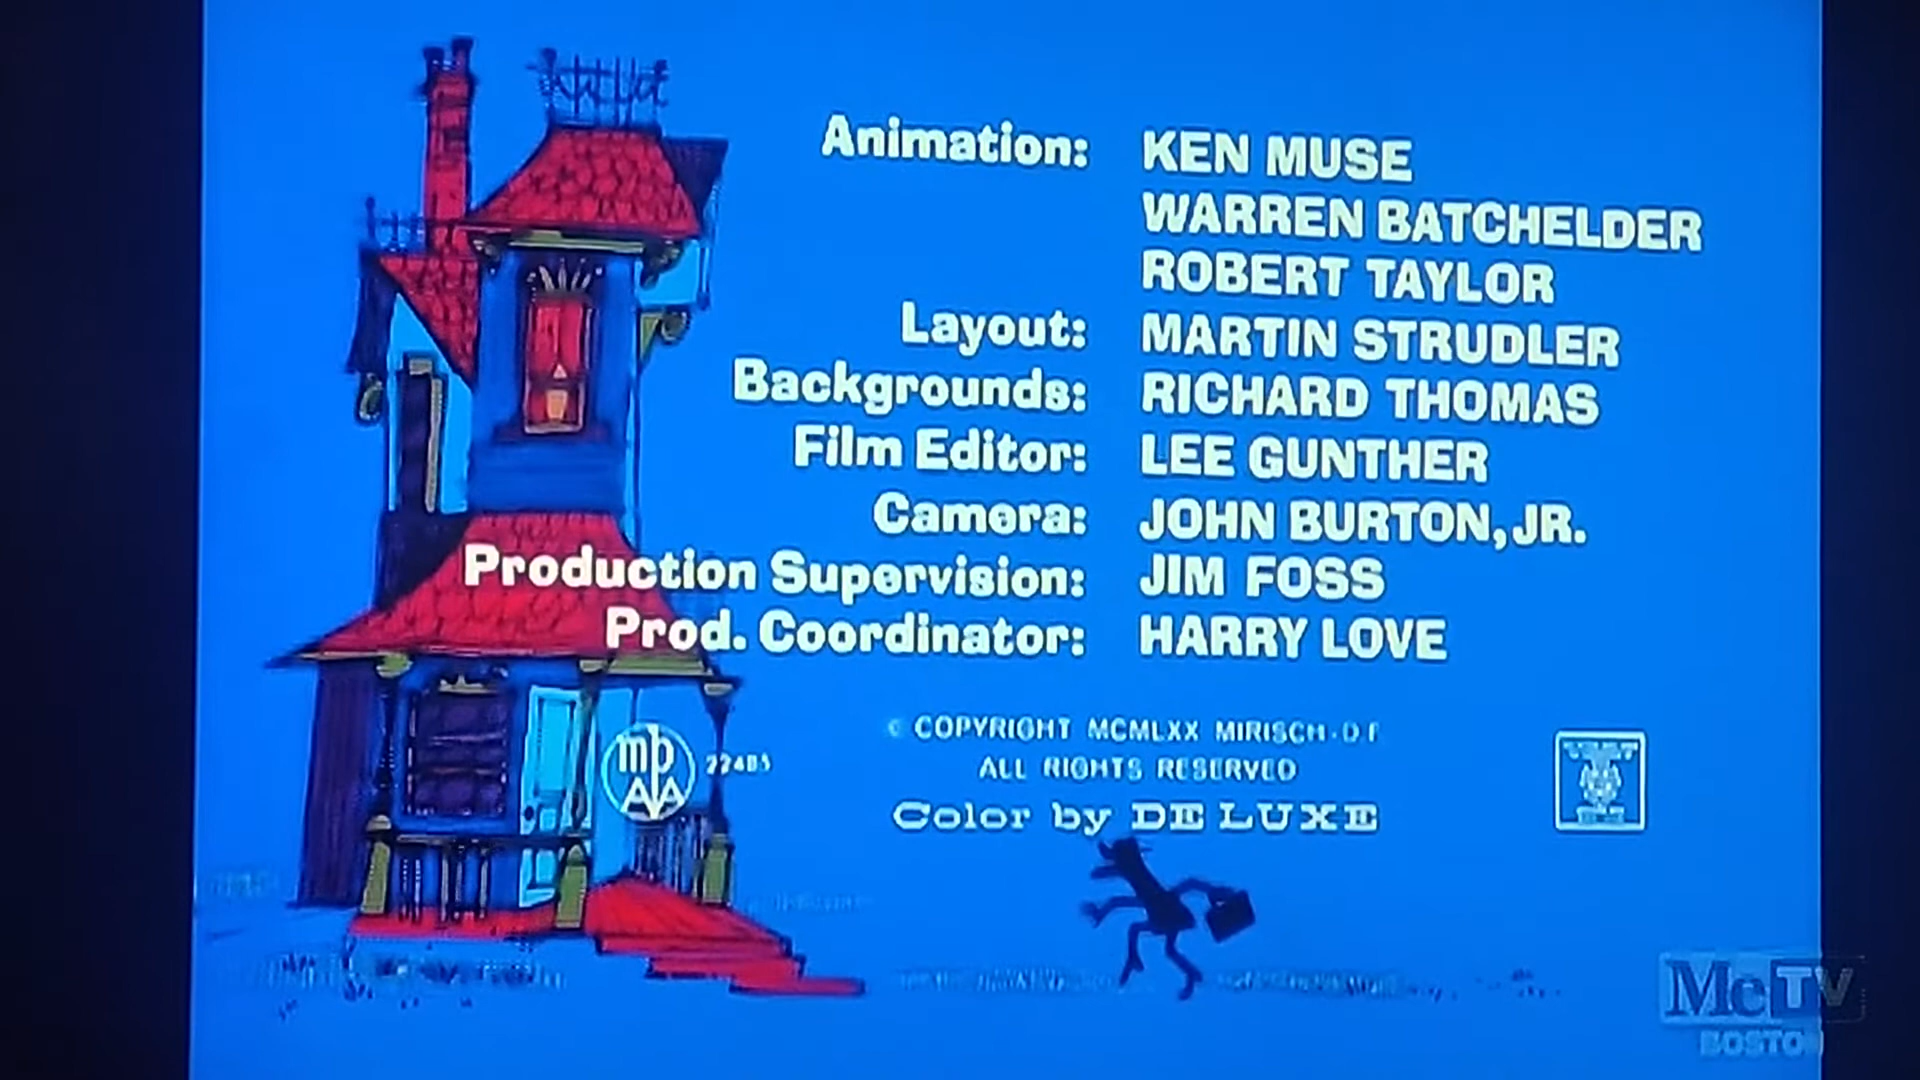 Animation: KEN MUSE
WARREN BATCHELDER
ROBERT TAYLOR
Layout: MARTIN STRUDLER
Backgrounds: RICHARD THOMAS
Film Editor: LEE GUNTHER
Camera: JOHN BURTON, JR.
Production Supervision: JIM FOSS
Prod. Coordinator: HARRY LOVE
© COPYRIGHT MCMLXX MIRISCH-DF
mpAA
ALL RIGHTS RESERVED
Color by DE LUXE
MeTV
BOSTON